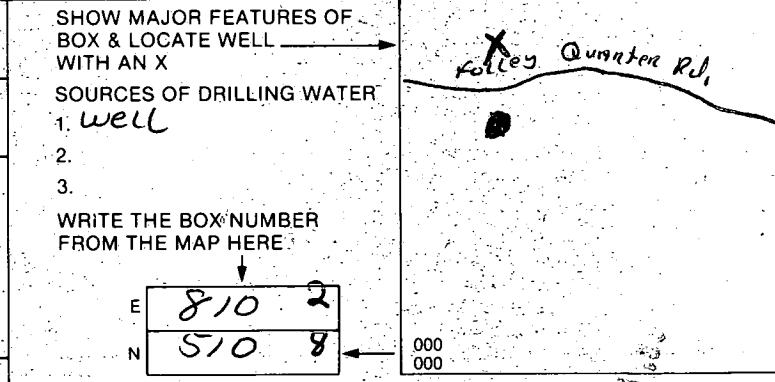 SHOW MAJOR FEATURES OF
BOX & LOCATE WELL
WITH AN X
SOURCES OF DRILLING WATER
1. well
2.
3.
WRITE THE BOX NUMBER
FROM THE MAP HERE
E 810 2
N 510 8
X
Folley Quarter Rd,
000
000